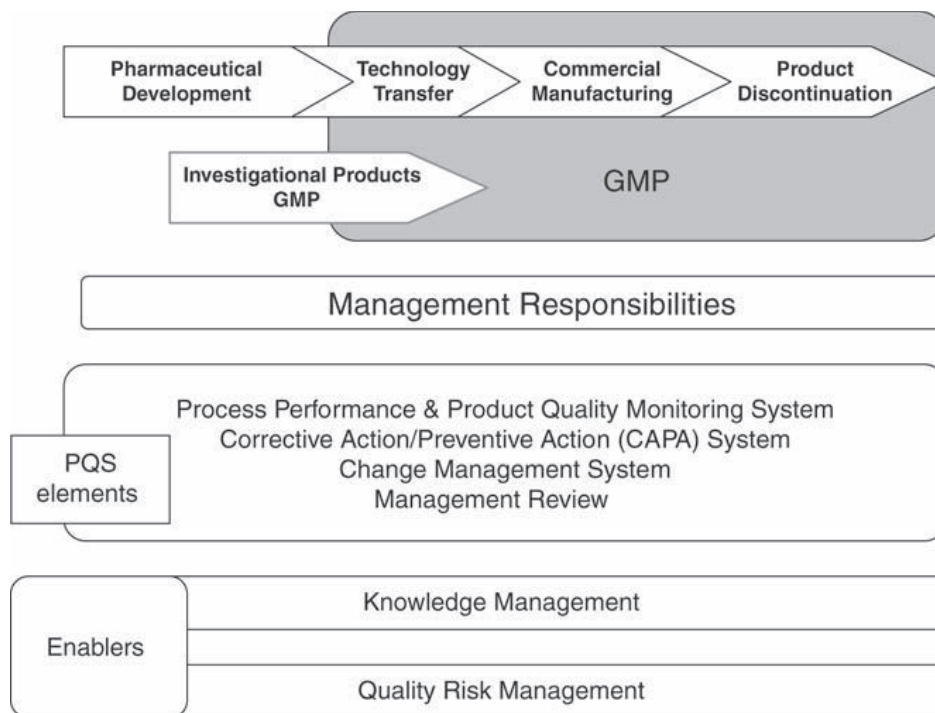 Pharmaceutical
Development
Technology
Transfer
Commercial
Manufacturing
Product
Discontinuation
Investigational Products
GMP
GMP
Management Responsibilities
PQS
elements
Process Performance & Product Quality Monitoring System
Corrective Action/Preventive Action (CAPA) System
Change Management System
Management Review
Enablers
Knowledge Management
Quality Risk Management